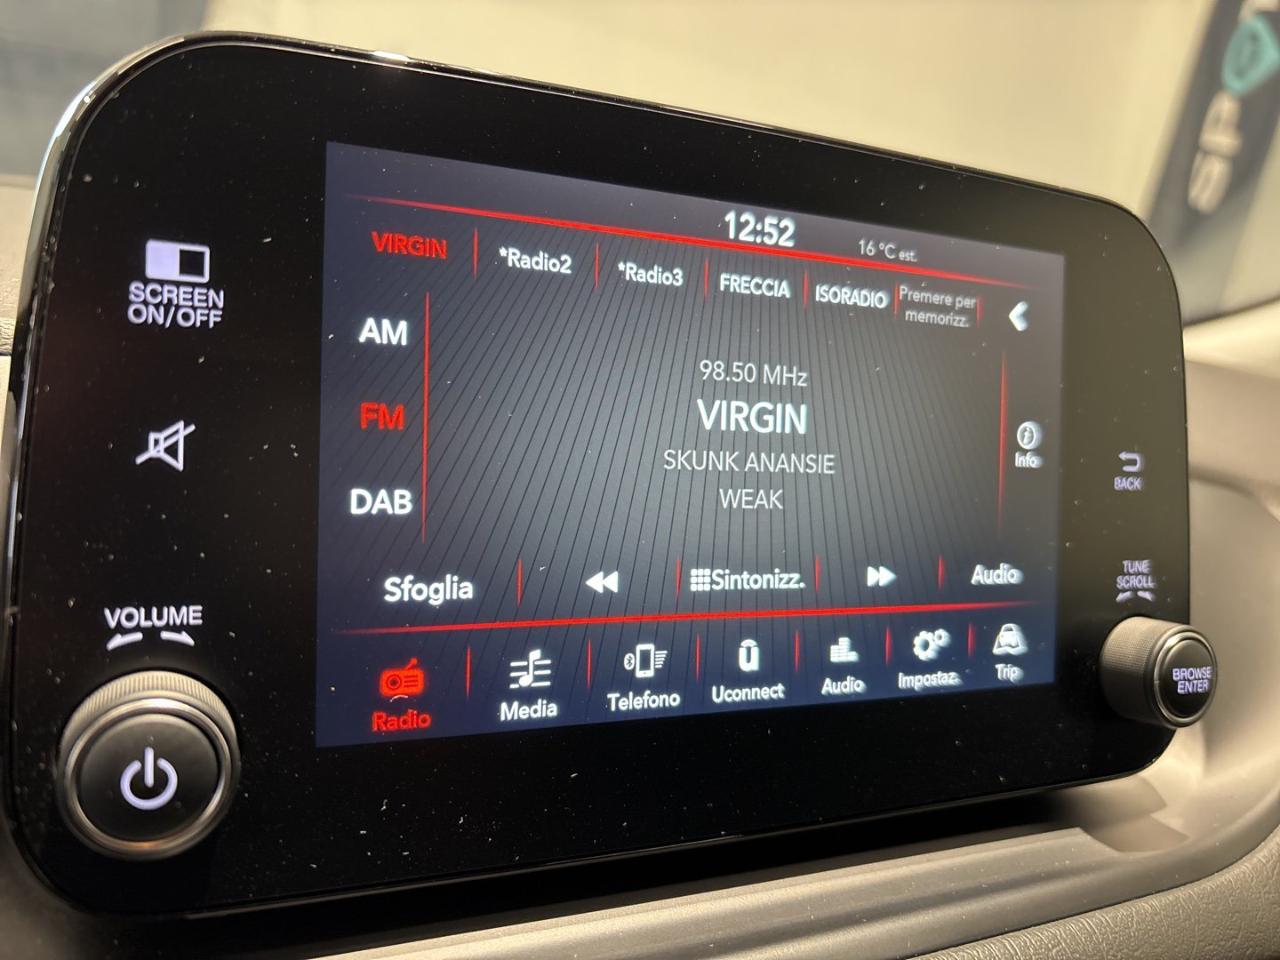 12:52
16 °C est.
VIRGIN
*Radio2
*Radio3
FRECCIA
ISORADIO
Premere per
memorizz.
AM
FM
DAB
98.50 MHz
VIRGIN
SKUNK ANANSIE
WEAK
Info
Sfoglia
Sintonizz.
Audio
Radio
Media
Telefono
Uconnect
Audio
Impostaz.
Trip
SCREEN
ON/OFF
VOLUME
BACK
TUNE
SCROLL
BROWSE
ENTER